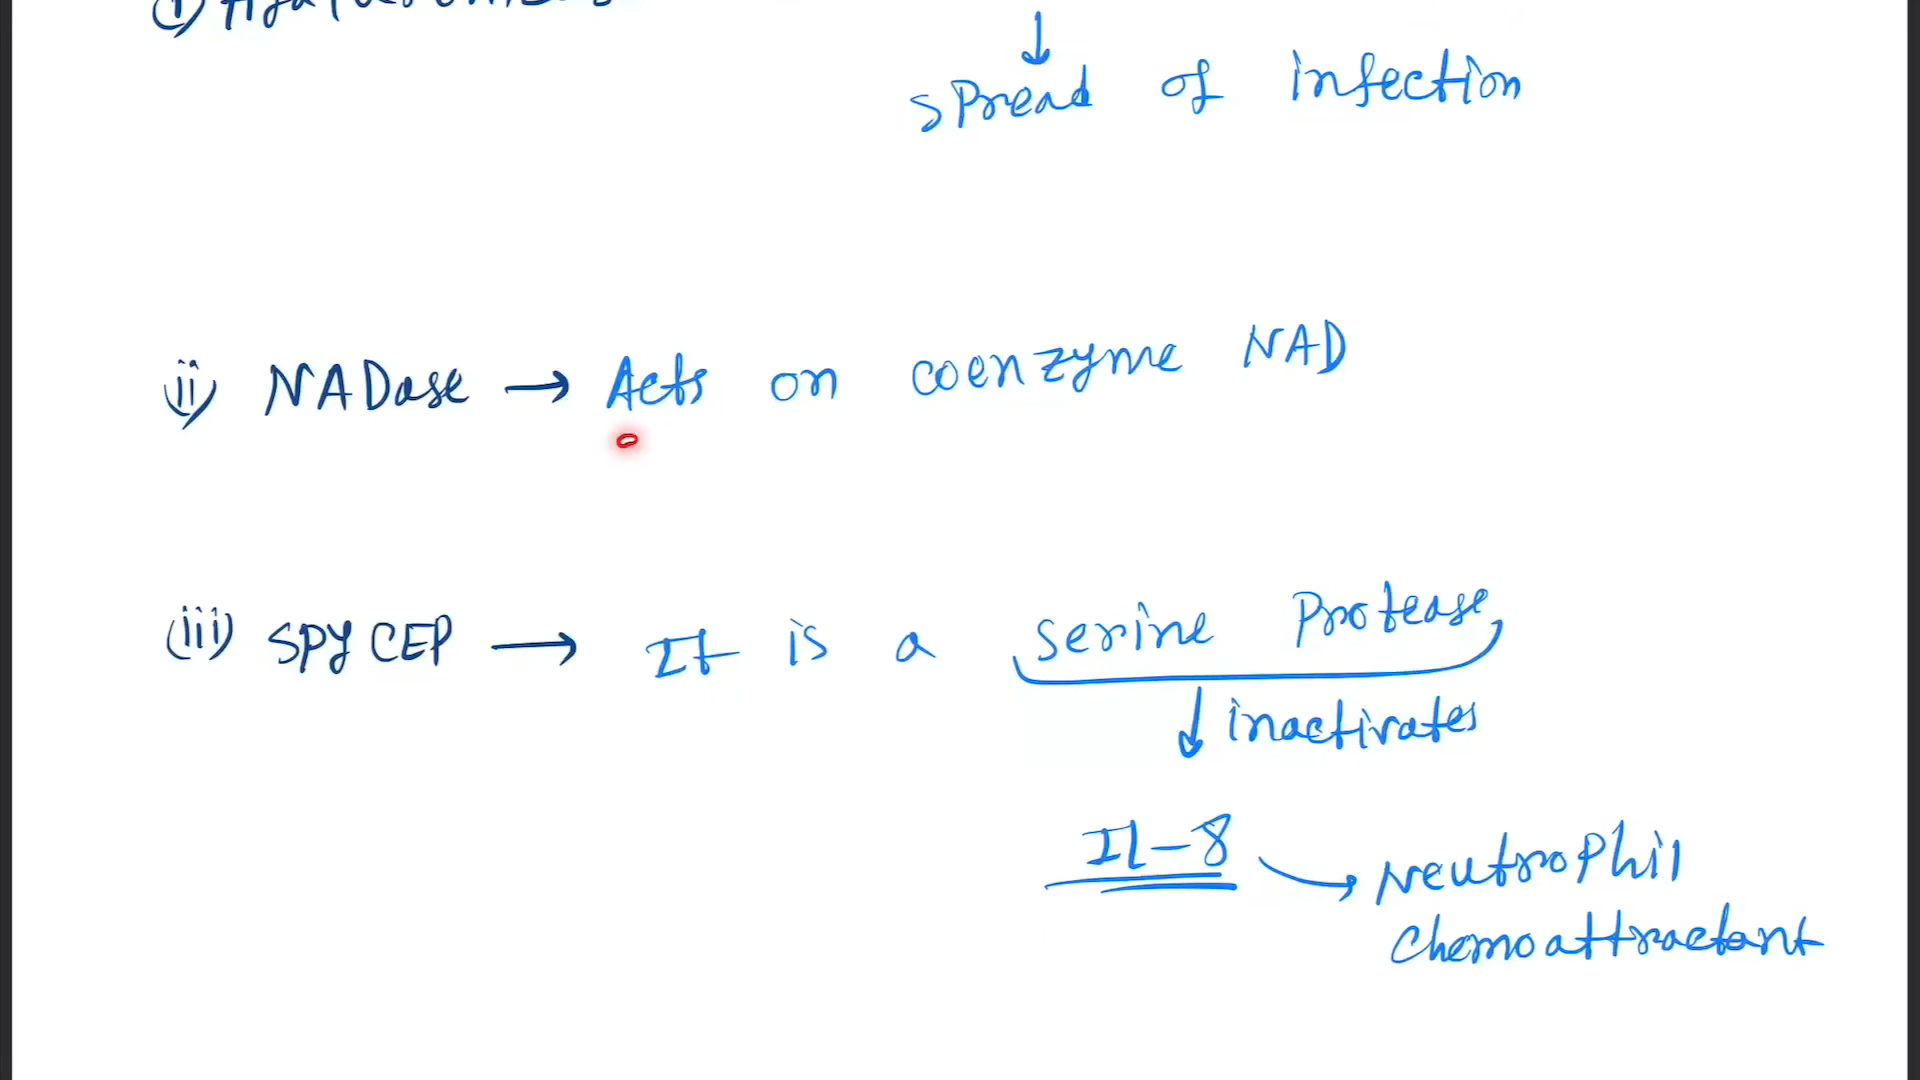 (i)
spread of infection
(ii) NADase → Acts on coenzyme NAD
(iii) SPY CEP → It is a serine Protease
↓ inactivates
Il-8 → Neutrophil
chemoattractant